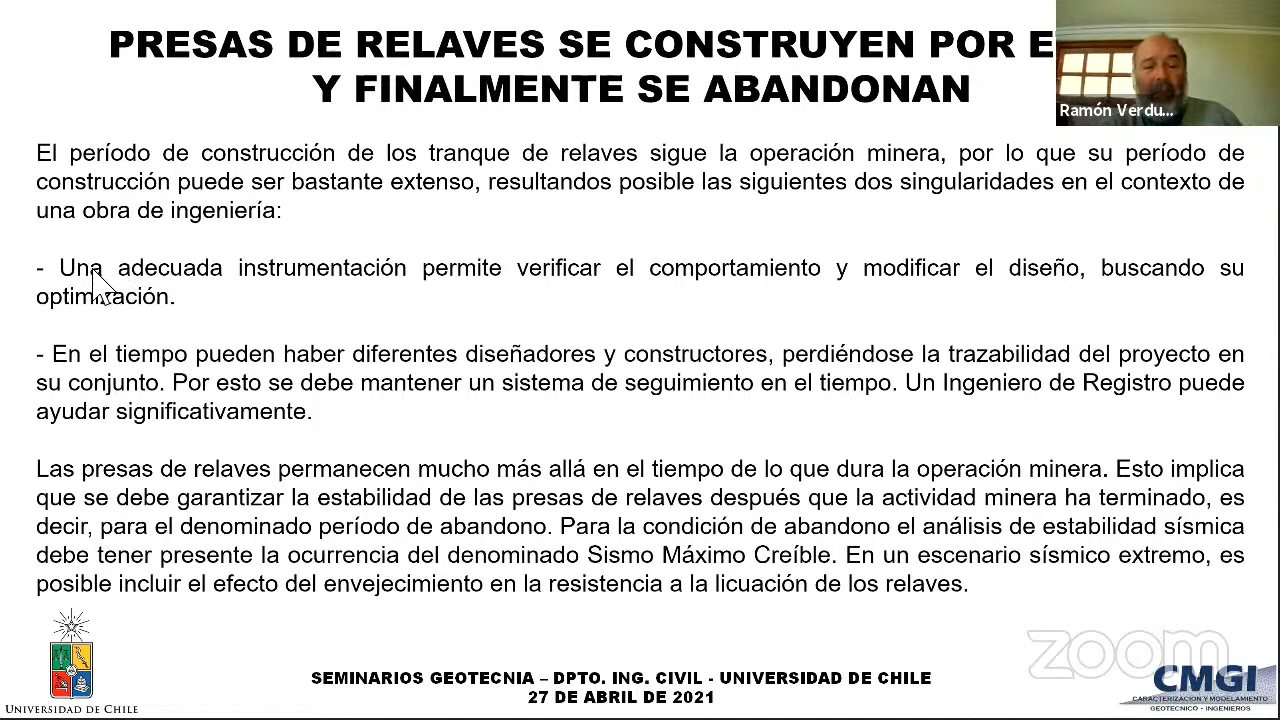 PRESAS DE RELAVES SE CONSTRUYEN POR E
Y FINALMENTE SE ABANDONAN
Ramón Verdu...
El período de construcción de los tranque de relaves sigue la operación minera, por lo que su período de
construcción puede ser bastante extenso, resultandos posible las siguientes dos singularidades en el contexto de
una obra de ingeniería:
- Una adecuada instrumentación permite verificar el comportamiento y modificar el diseño, buscando su
optimización.
- En el tiempo pueden haber diferentes diseñadores y constructores, perdiéndose la trazabilidad del proyecto en
su conjunto. Por esto se debe mantener un sistema de seguimiento en el tiempo. Un Ingeniero de Registro puede
ayudar significativamente.
Las presas de relaves permanecen mucho más allá en el tiempo de lo que dura la operación minera. Esto implica
que se debe garantizar la estabilidad de las presas de relaves después que la actividad minera ha terminado, es
decir, para el denominado período de abandono. Para la condición de abandono el análisis de estabilidad sísmica
debe tener presente la ocurrencia del denominado Sismo Máximo Creíble. En un escenario sísmico extremo, es
posible incluir el efecto del envejecimiento en la resistencia a la licuación de los relaves.
zoom
SEMINARIOS GEOTECNIA – DPTO. ING. CIVIL - UNIVERSIDAD DE CHILE
27 DE ABRIL DE 2021
UNIVERSIDAD DE CHILE
CMGI
CARACTERIZACIÓN Y MODELAMIENTO
GEOTECNICO - INGENIEROS